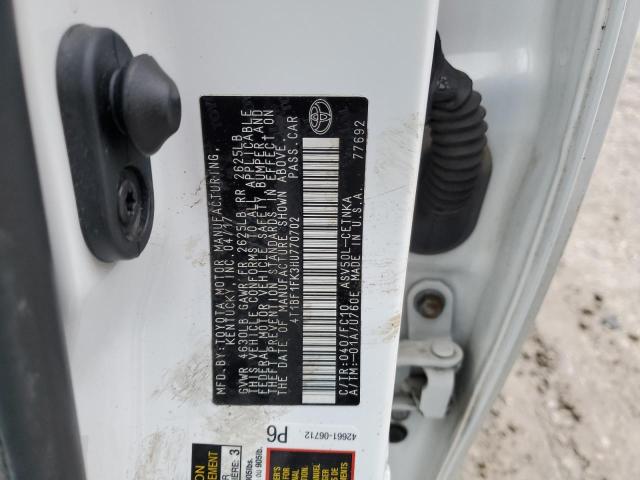 MFD.BY:TOYOTA MOTOR MANUFACTURING,
KENTUCKY, INC. 04/17
GVWR 4630LB GAWR FR 2625LB RR 2625LB
THIS VEHICLE CONFORMS TO ALL APPLICABLE
FEDERAL MOTOR VEHICLE SAFETY, BUMPER, AND
THEFT PREVENTION STANDARDS IN EFFECT ON
THE DATE OF MANUFACTURE SHOWN ABOVE.
4T1BF1FK3HU770702 PASS.CAR
C/TR:040/FC10 ASV50L-CETNKA
A/TM:-01A/U760E MADE IN U.S.A. 77692
P6
42661-06712